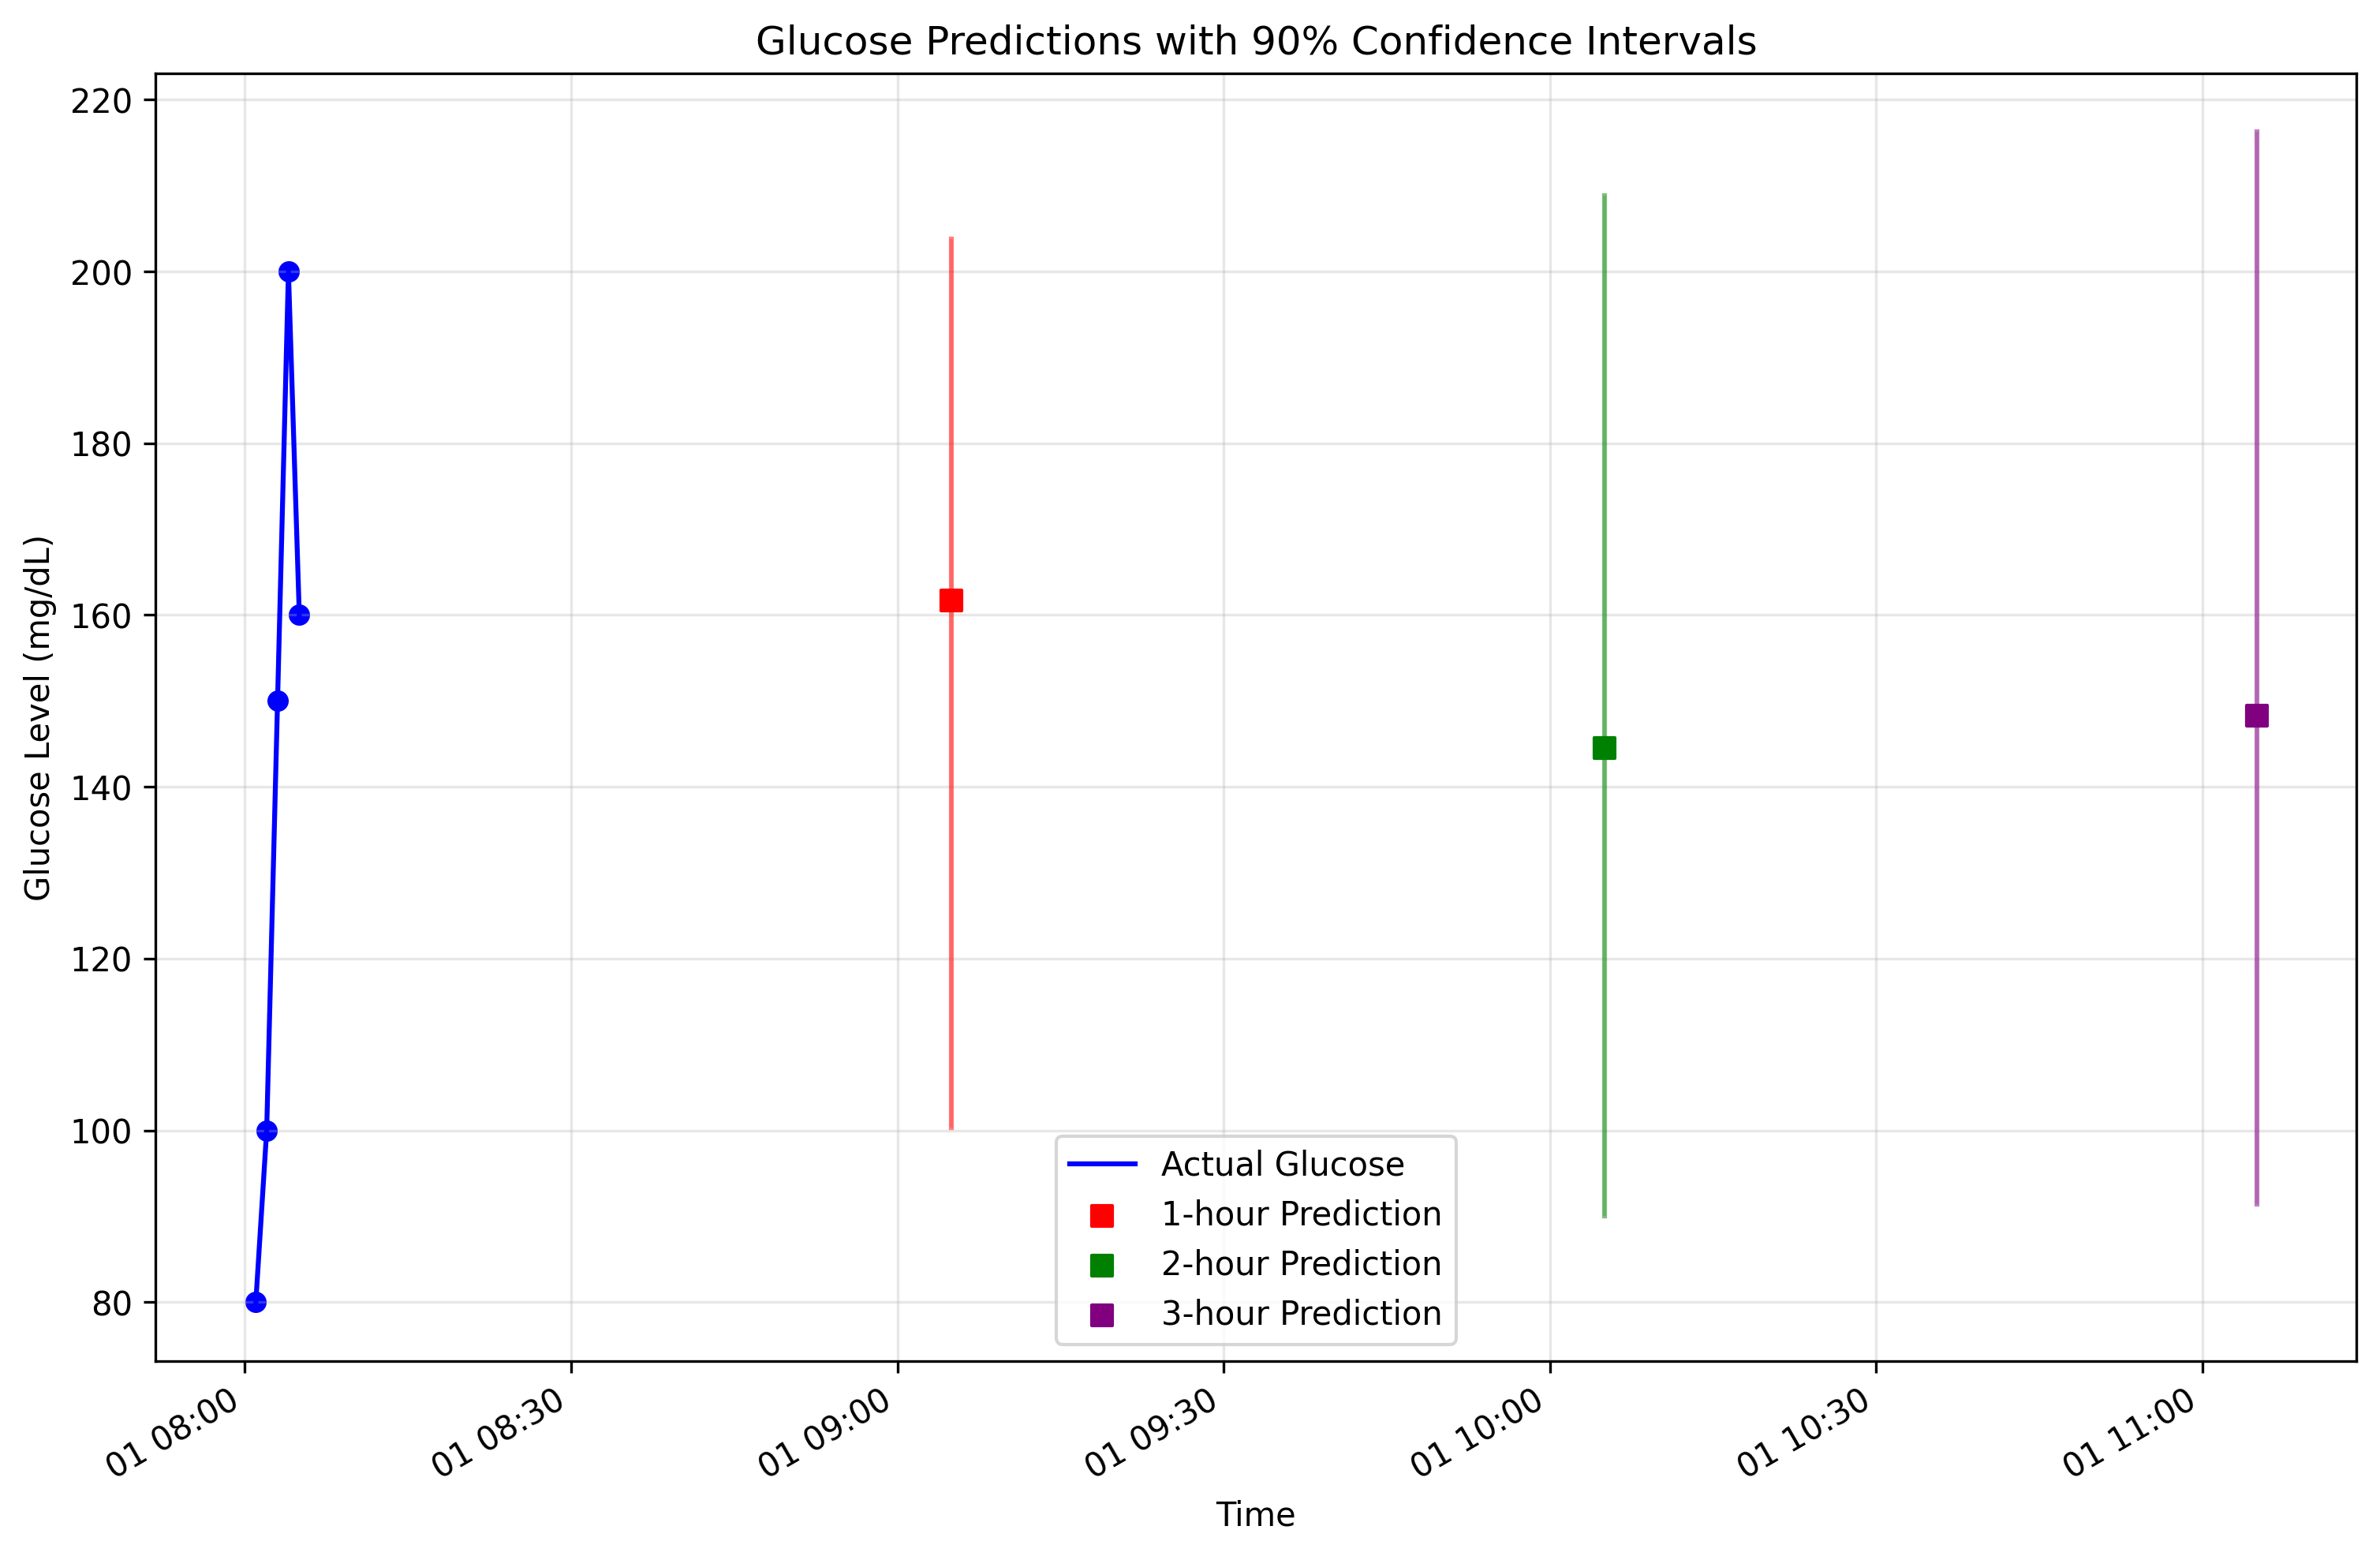 Glucose Predictions with 90% Confidence Intervals
Glucose Level (mg/dL)
220
200
180
160
140
120
100
80
Actual Glucose
1-hour Prediction
2-hour Prediction
3-hour Prediction
01 08:00
01 08:30
01 09:00
01 09:30
01 10:00
01 10:30
01 11:00
Time